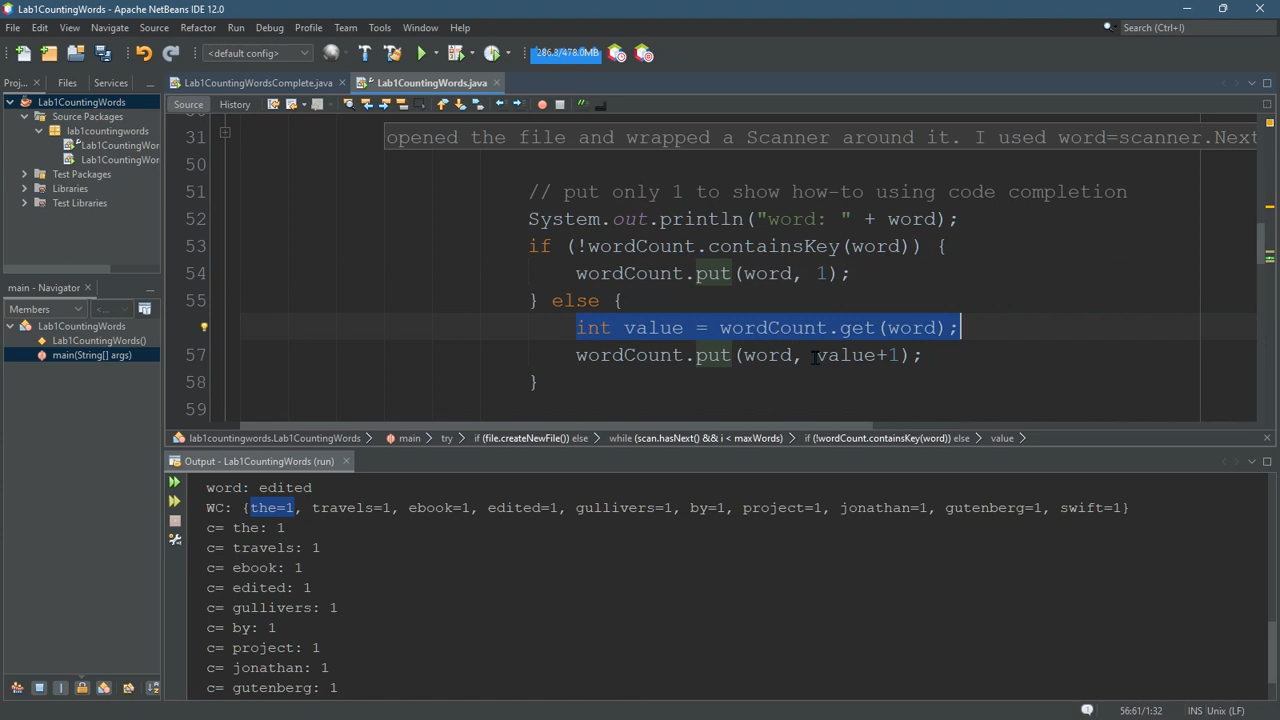 Lab1CountingWords - Apache NetBeans IDE 12.0
File Edit View Navigate Source Refactor Run Debug Profile Team Tools Window Help
Search (Ctrl+I)
<default config>
286.3/478.0MB
Proj... Files Services
Lab1CountingWordsComplete.java
Lab1CountingWords.java
Lab1CountingWords
Source Packages
lab1countingwords
Lab1CountingWor
Lab1CountingWo
Test Packages
Libraries
Test Libraries
Source History
31 opened the file and wrapped a Scanner around it. I used word=scanner.Next
50
51 // put only 1 to show how-to using code completion
52 System.out.println("word: " + word);
53 if (!wordCount.containsKey(word)) {
54 wordCount.put(word, 1);
55 } else {
int value = wordCount.get(word);
57 wordCount.put(word, value+1);
58 }
59
main - Navigator
Members
<...
Lab1CountingWords
Lab1CountingWords()
main(String[] args)
lab1countingwords.Lab1CountingWords main try if (file.createNewFile()) else while (scan.hasNext() && i < maxWords) if (!wordCount.containsKey(word)) else value
Output - Lab1CountingWords (run)
word: edited
WC: {the=1, travels=1, ebook=1, edited=1, gullivers=1, by=1, project=1, jonathan=1, gutenberg=1, swift=1}
c= the: 1
c= travels: 1
c= ebook: 1
c= edited: 1
c= gullivers: 1
c= by: 1
c= project: 1
c= jonathan: 1
c= gutenberg: 1
56:61/1:32 INS Unix (LF)